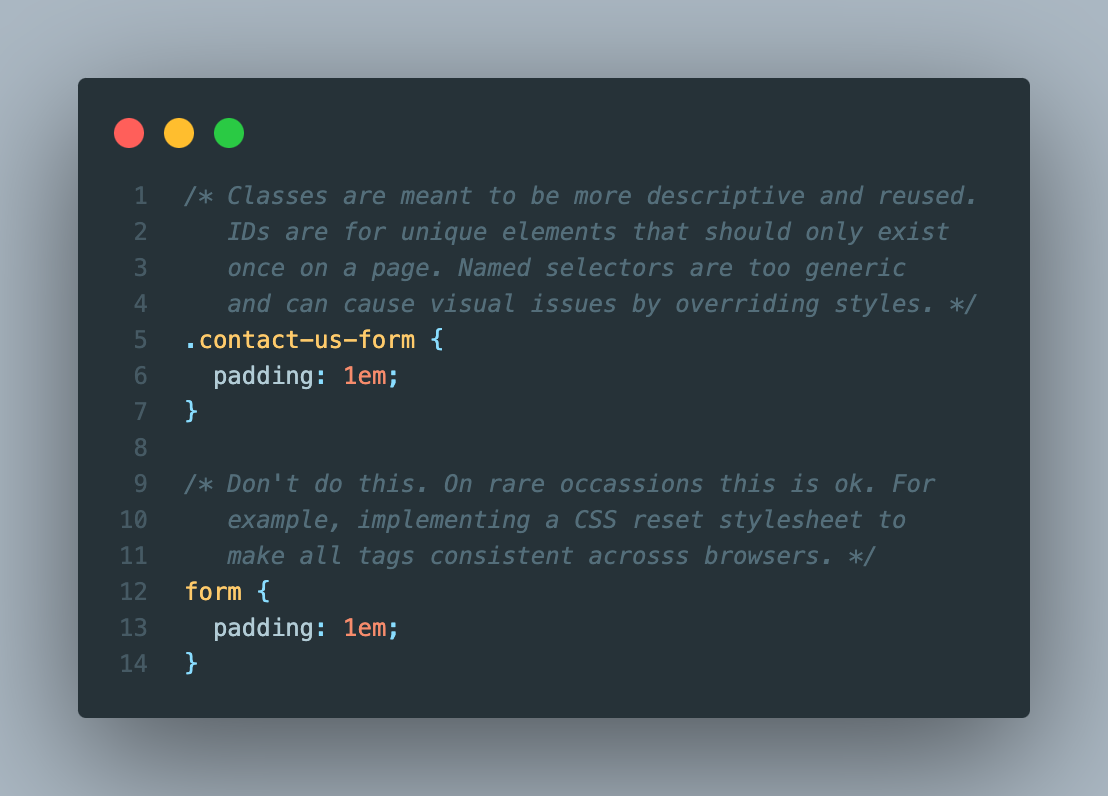 1 /* Classes are meant to be more descriptive and reused.
2 IDs are for unique elements that should only exist
3 once on a page. Named selectors are too generic
4 and can cause visual issues by overriding styles. */
5 .contact-us-form {
6 padding: 1em;
7 }
8
9 /* Don't do this. On rare occassions this is ok. For
10 example, implementing a CSS reset stylesheet to
11 make all tags consistent acrosss browsers. */
12 form {
13 padding: 1em;
14 }